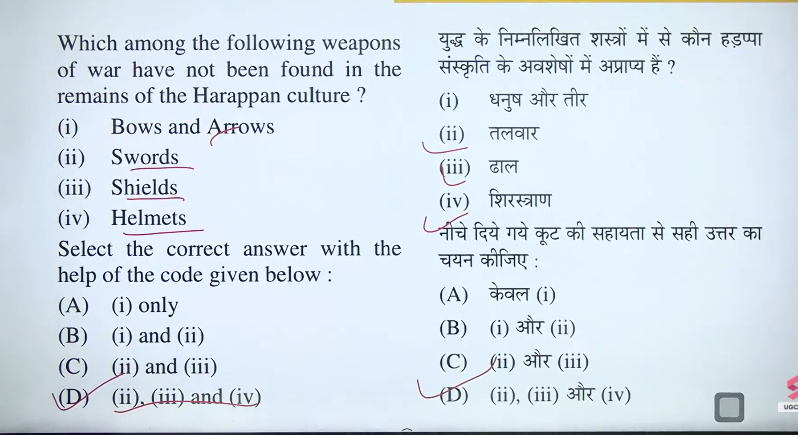 Which among the following weapons
of war have not been found in the
remains of the Harappan culture ?
(i) Bows and Arrows
(ii) Swords
(iii) Shields
(iv) Helmets
Select the correct answer with the
help of the code given below :
(A) (i) only
(B) (i) and (ii)
(C) (ii) and (iii)
(D) (ii), (iii) and (iv)
युद्ध के निम्नलिखित शस्त्रों में से कौन हड़प्पा
संस्कृति के अवशेषों में अप्राप्य हैं ?
(i) धनुष और तीर
(ii) तलवार
(iii) ढाल
(iv) शिरस्त्राण
नीचे दिये गये कूट की सहायता से सही उत्तर का
चयन कीजिए :
(A) केवल (i)
(B) (i) और (ii)
(C) (ii) और (iii)
(D) (ii), (iii) और (iv)
UGC